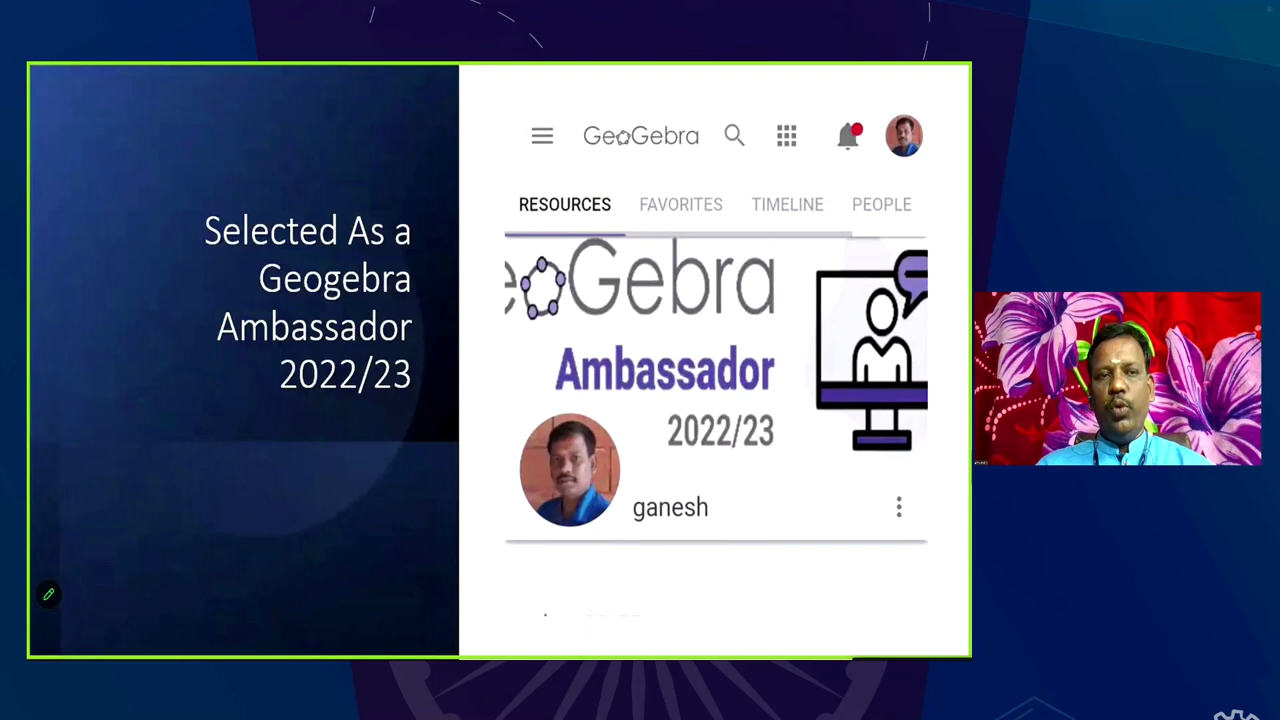 Selected As a
Geogebra
Ambassador
2022/23
GeoGebra
RESOURCES FAVORITES TIMELINE PEOPLE
eoGebra
Ambassador
2022/23
ganesh